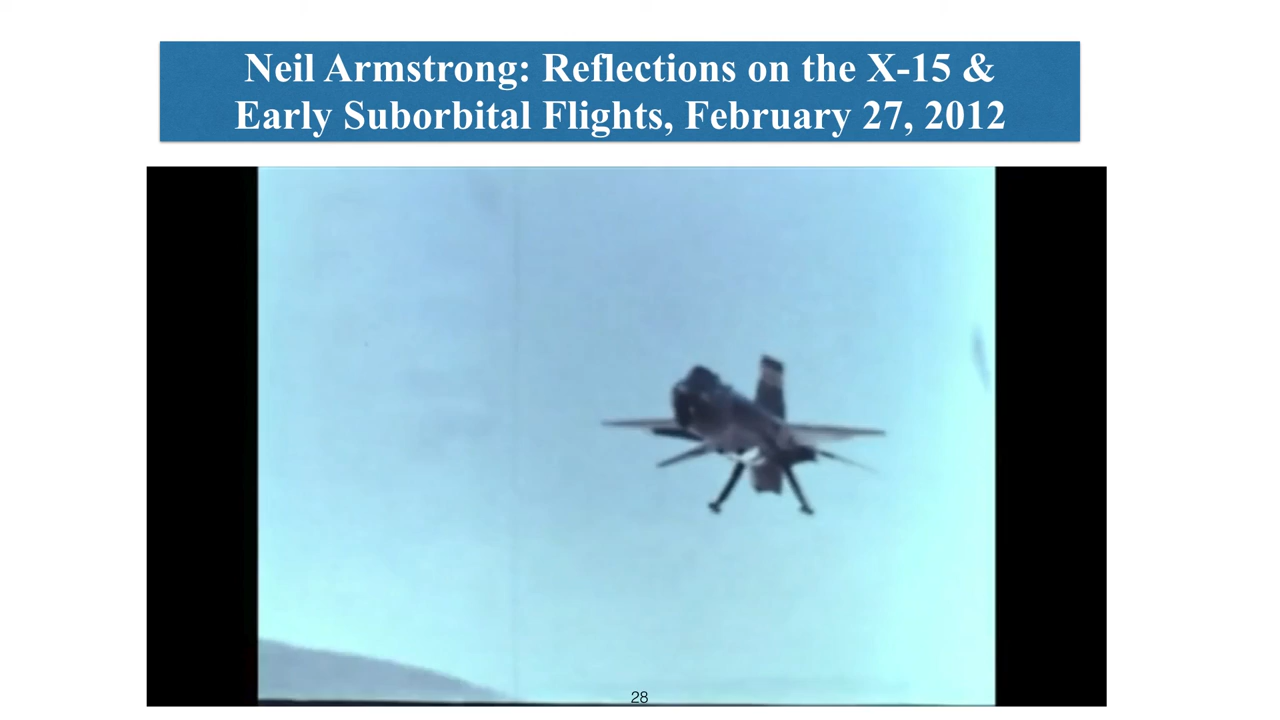 Neil Armstrong: Reflections on the X-15 &
Early Suborbital Flights, February 27, 2012
28